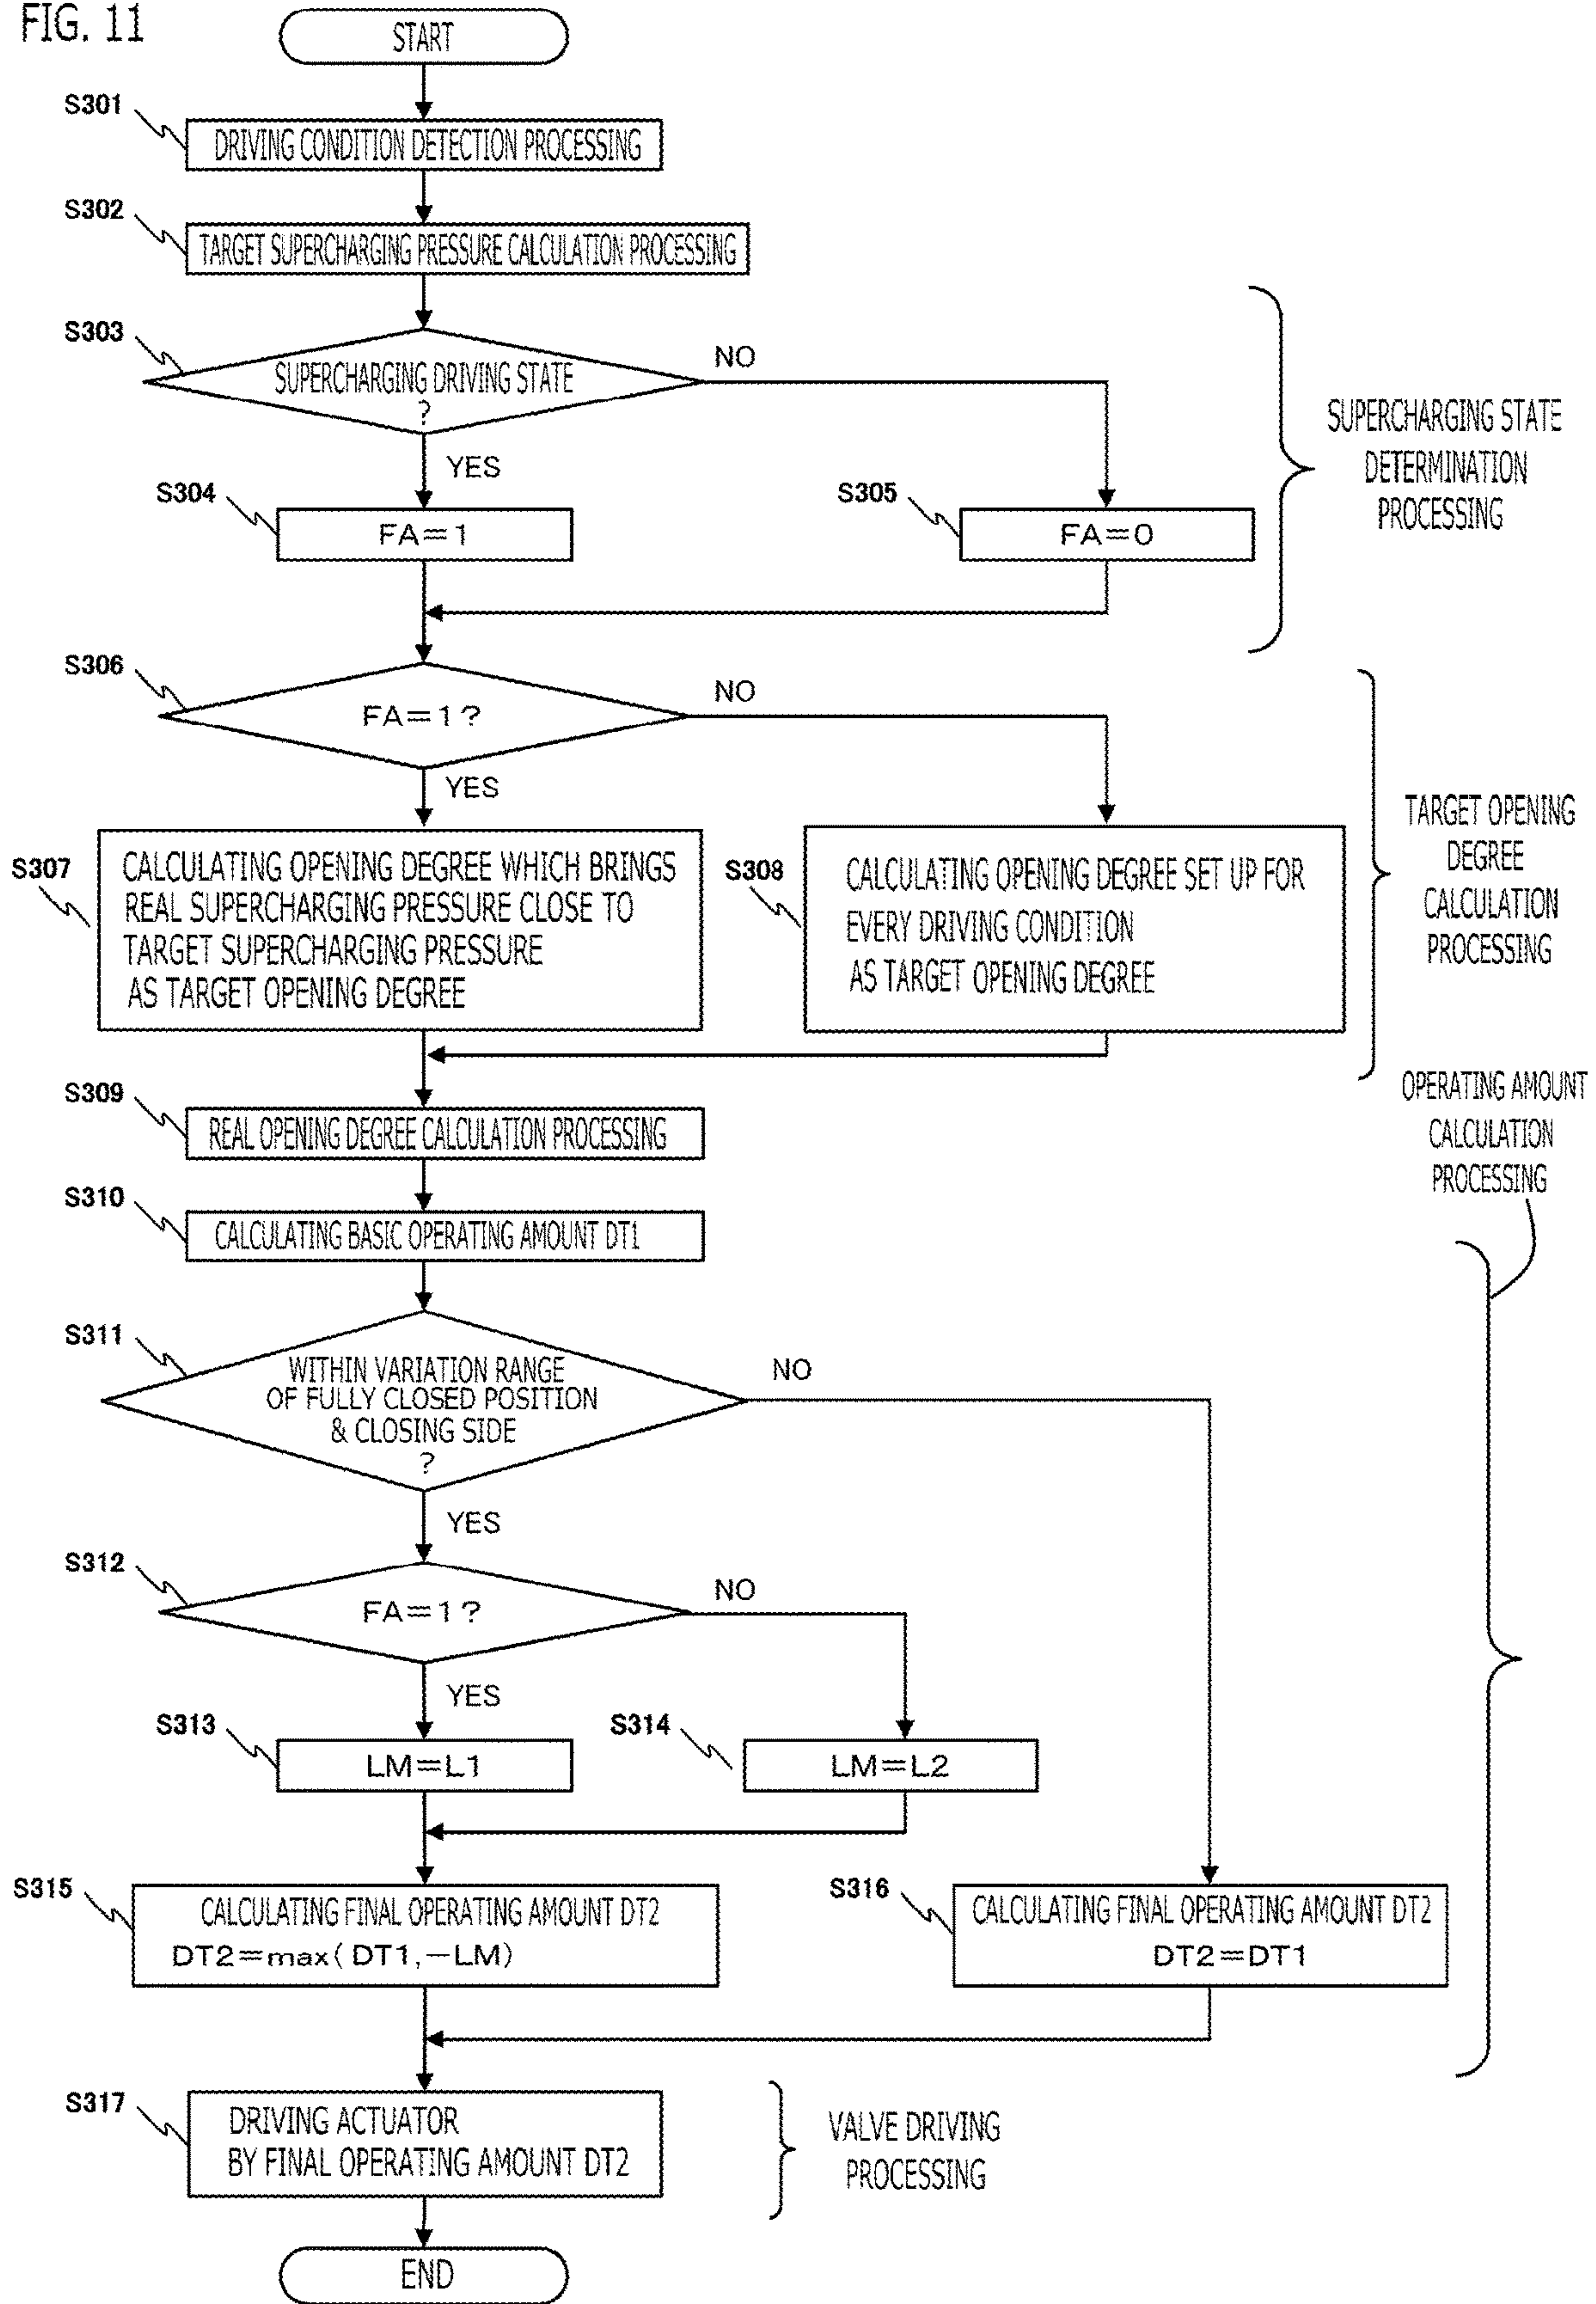 FIG. 11
START
S301
DRIVING CONDITION DETECTION PROCESSING
S302
TARGET SUPERCHARGING PRESSURE CALCULATION PROCESSING
S303
SUPERCHARGING DRIVING STATE
?
NO
YES
S304
FA=1
S305
FA=0
SUPERCHARGING STATE
DETERMINATION
PROCESSING
S306
FA=1?
NO
YES
S307
CALCULATING OPENING DEGREE WHICH BRINGS
REAL SUPERCHARGING PRESSURE CLOSE TO
TARGET SUPERCHARGING PRESSURE
AS TARGET OPENING DEGREE
S308
CALCULATING OPENING DEGREE SET UP FOR
EVERY DRIVING CONDITION
AS TARGET OPENING DEGREE
TARGET OPENING
DEGREE
CALCULATION
PROCESSING
S309
REAL OPENING DEGREE CALCULATION PROCESSING
OPERATING AMOUNT
CALCULATION
PROCESSING
S310
CALCULATING BASIC OPERATING AMOUNT DT1
S311
WITHIN VARIATION RANGE
OF FULLY CLOSED POSITION
& CLOSING SIDE
?
NO
YES
S312
FA=1?
NO
YES
S313
LM=L1
S314
LM=L2
S315
CALCULATING FINAL OPERATING AMOUNT DT2
DT2=max(DT1,-LM)
S316
CALCULATING FINAL OPERATING AMOUNT DT2
DT2=DT1
S317
DRIVING ACTUATOR
BY FINAL OPERATING AMOUNT DT2
VALVE DRIVING
PROCESSING
END